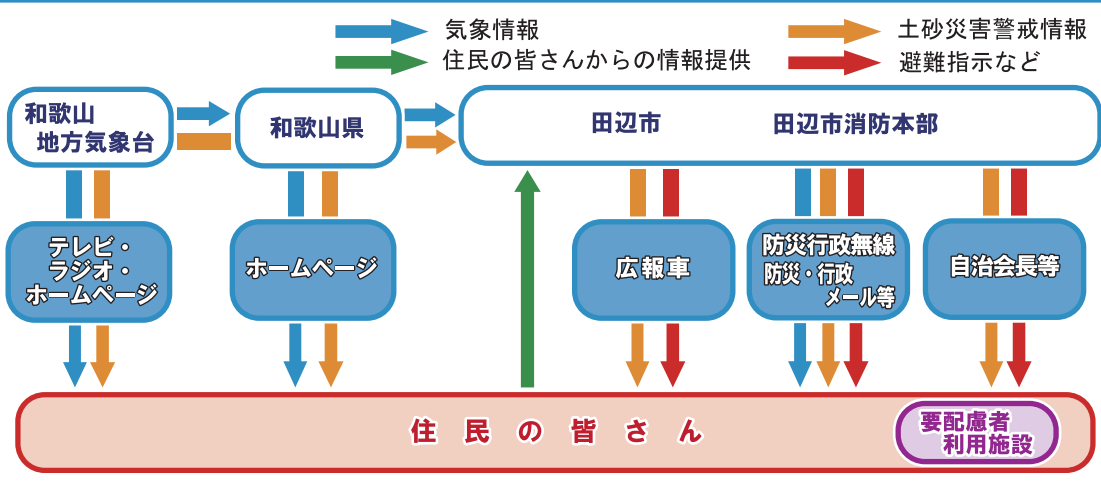 気象情報
土砂災害警戒情報
住民の皆さんからの情報提供
避難指示など
和歌山
地方気象台
和歌山県
田辺市
田辺市消防本部
テレビ・
ラジオ・
ホームページ
ホームページ
広報車
防災行政無線
防災・行政
メール等
自治会長等
住民の皆さん
要配慮者
利用施設